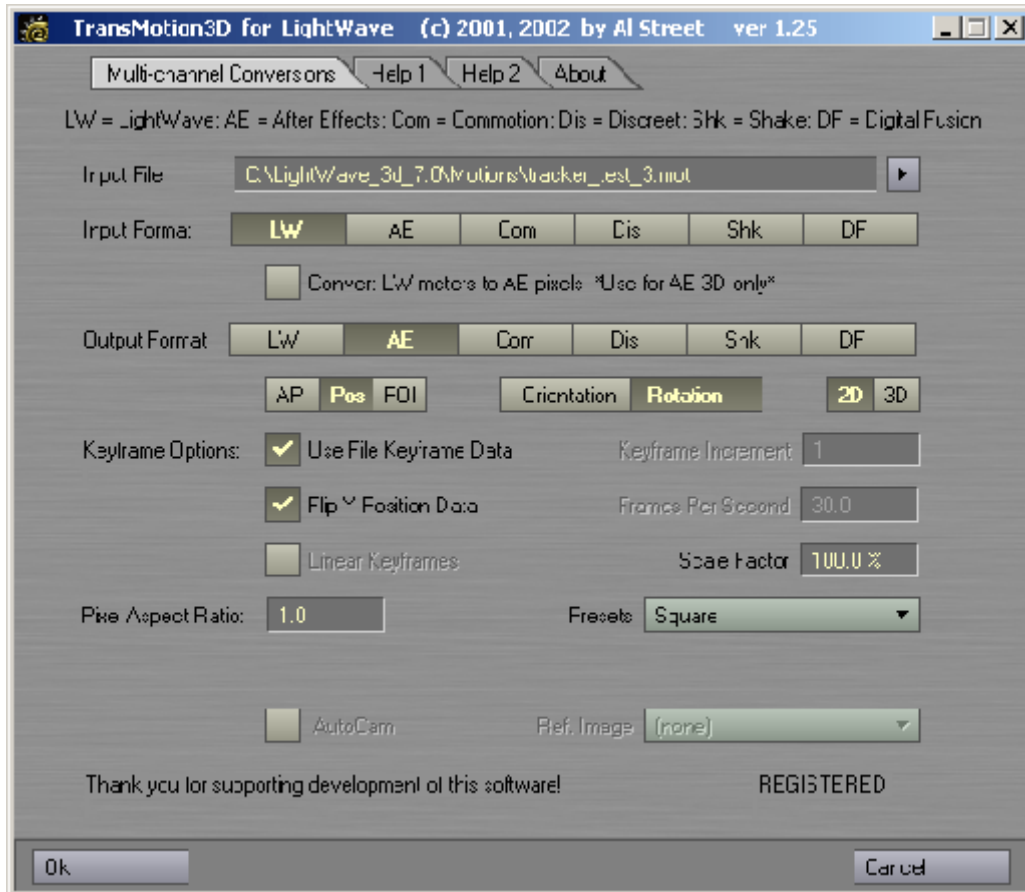 TransMotion3D for LightWave (c) 2001, 2002 by Al Street ver 1.25
Multi-channel Conversions Help 1 Help 2 About
LW = LightWave: AE = After Effects: Com = Commotion: Dis = Discreet: Shk = Shake: DF = Digital Fusion
Input File C:\LightWave_3d_7.0\Motions\tracker_test_3.mot
Input Format LW AE Com Dis Shk DF
Convert LW meters to AE pixels *Use for AE 3D only*
Output Format LW AE Com Dis Shk DF
AP Pos POI Orientation Rotation 2D 3D
Keyframe Options: Use File Keyframe Data Keyframe Increment 1
Flip Y Position Data Frames Per Second 30.0
Linear Keyframes Scale Factor 100.0 %
Pixel Aspect Ratio: 1.0 Presets Square
AutoCam Ref. Image (none)
Thank you for supporting development of this software! REGISTERED
Ok Cancel